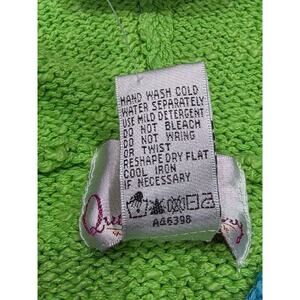 HAND WASH COLD
WATER SEPARATELY
USE MILD DETERGENT
DO NOT BLEACH
DO NOT WRING
OR TWIST
RESHAPE DRY FLAT
COOL IRON
IF NECESSARY
A46398